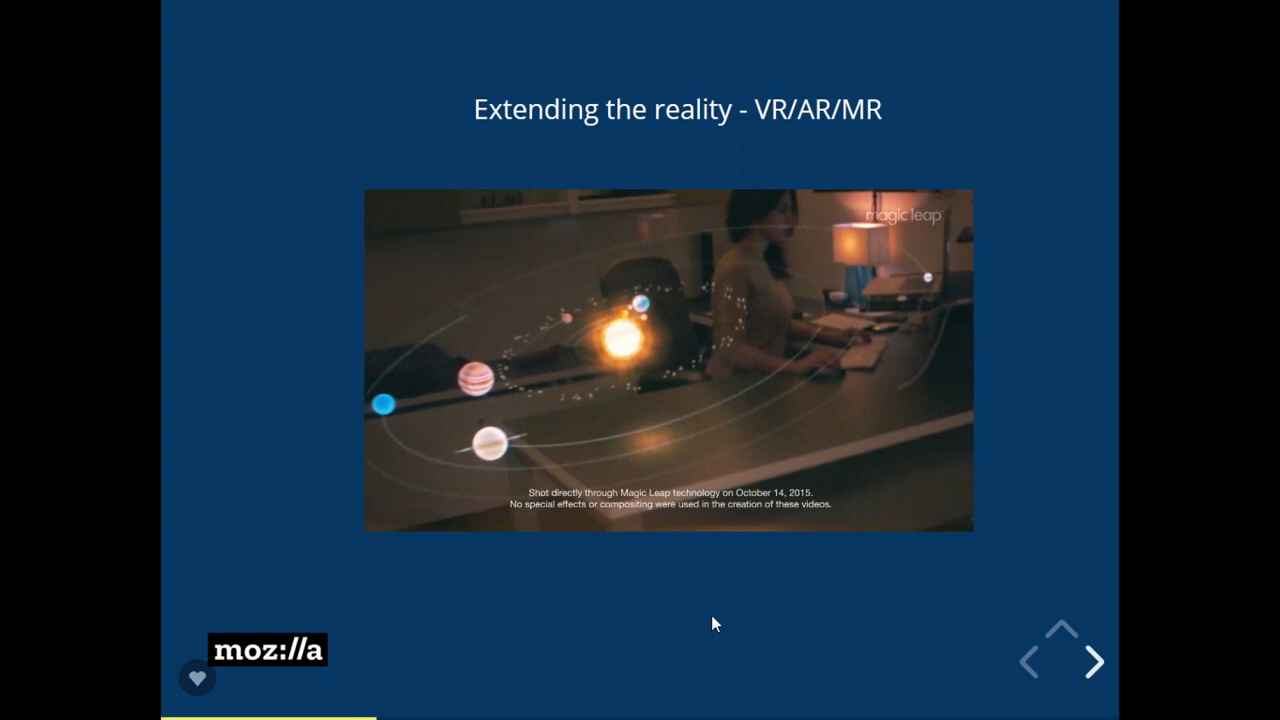 Extending the reality - VR/AR/MR
magic leap
Shot directly through Magic Leap technology on October 14, 2015.
No special effects or compositing were used in the creation of these videos.
moz://a